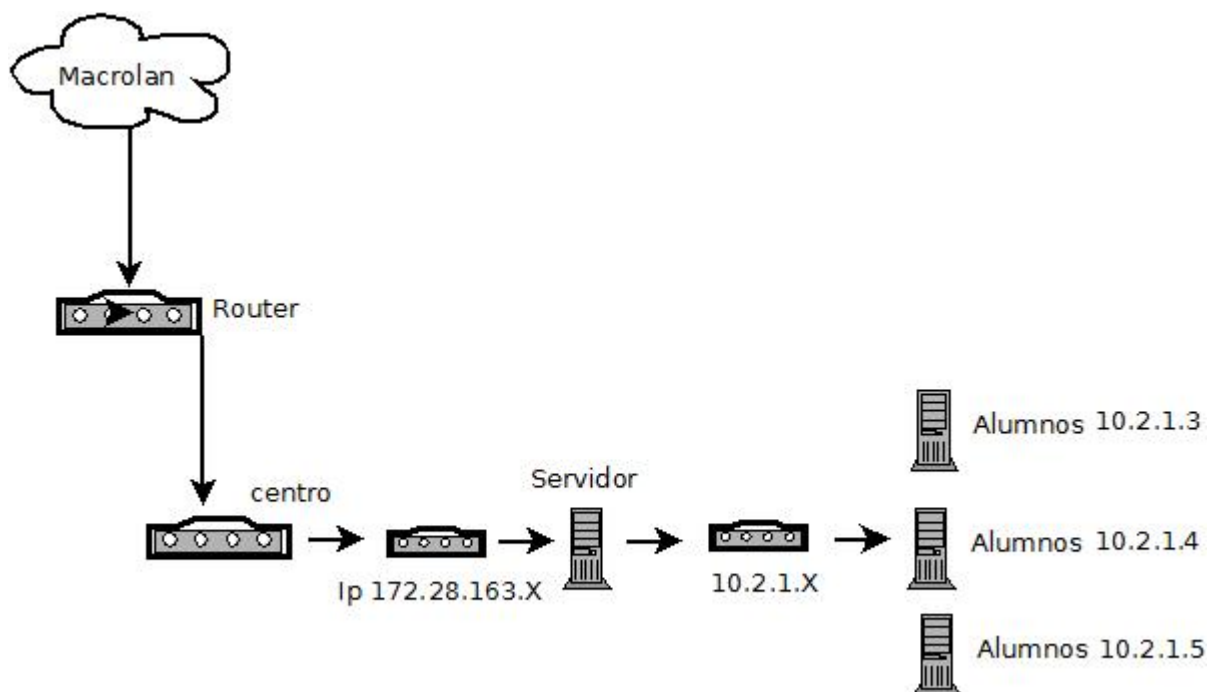 Macrolan
Router
centro
Servidor
Ip 172.28.163.X
10.2.1.X
Alumnos 10.2.1.3
Alumnos 10.2.1.4
Alumnos 10.2.1.5